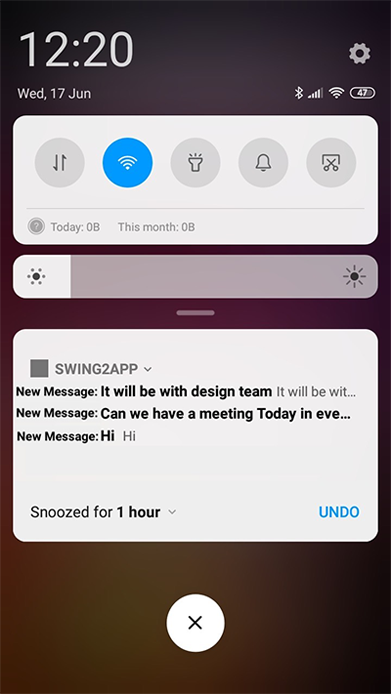 12:20
Wed, 17 Jun
47
? Today: 0B This month: 0B
SWING2APP
New Message: It will be with design team It will be wit...
New Message: Can we have a meeting Today in eve...
New Message: Hi Hi
Snoozed for 1 hour
UNDO